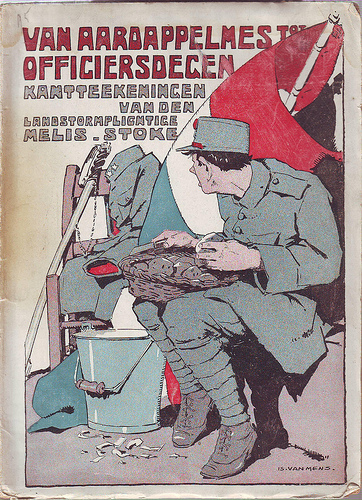 VAN AARDAPPELMES TOT
OFFICIERSDEGEN
KANTTEEKENINGEN
VAN DEN
LANDSTORMPLICHTIGE
MELIS-STOKE
IS. VAN MENS.